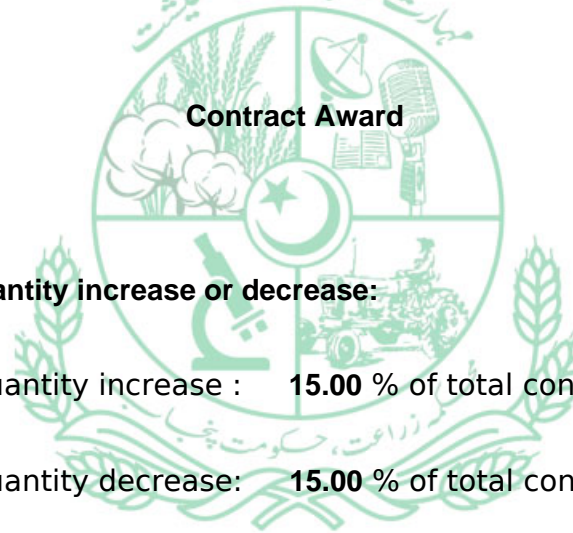 Contract Award
antity increase or decrease:
uantity increase : 15.00 % of total con
uantity decrease: 15.00 % of total con